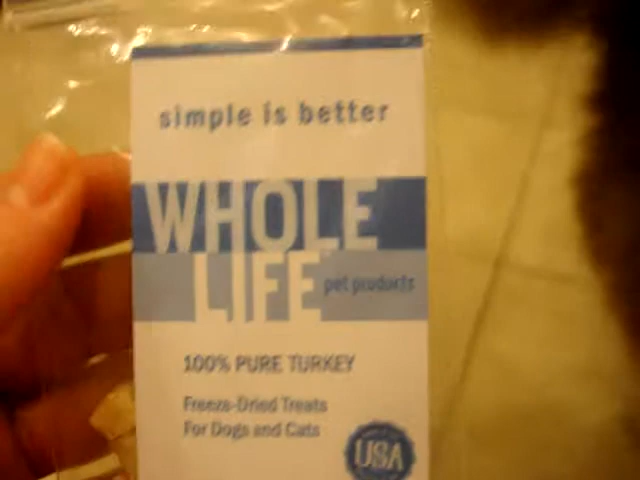 simple is better
WHOLE
LIFE pet products
100% PURE TURKEY
Freeze-Dried Treats
For Dogs and Cats
USA